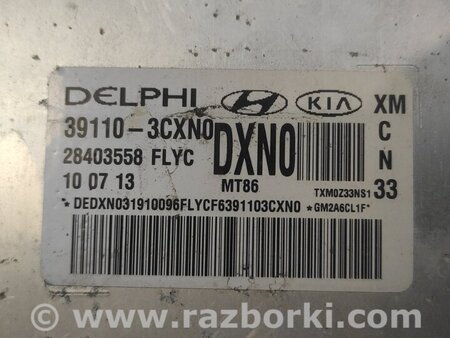 DELPHI HYUNDAI KIA XM
39110-3CXN0 DXN0 C
28403558 FLYC N
10 07 13 MT86 TXM0Z33NS1 33
*DEDXN031910096FLYCF6391103CXN0 *GM2A6CL1F*
© www.razborki.com